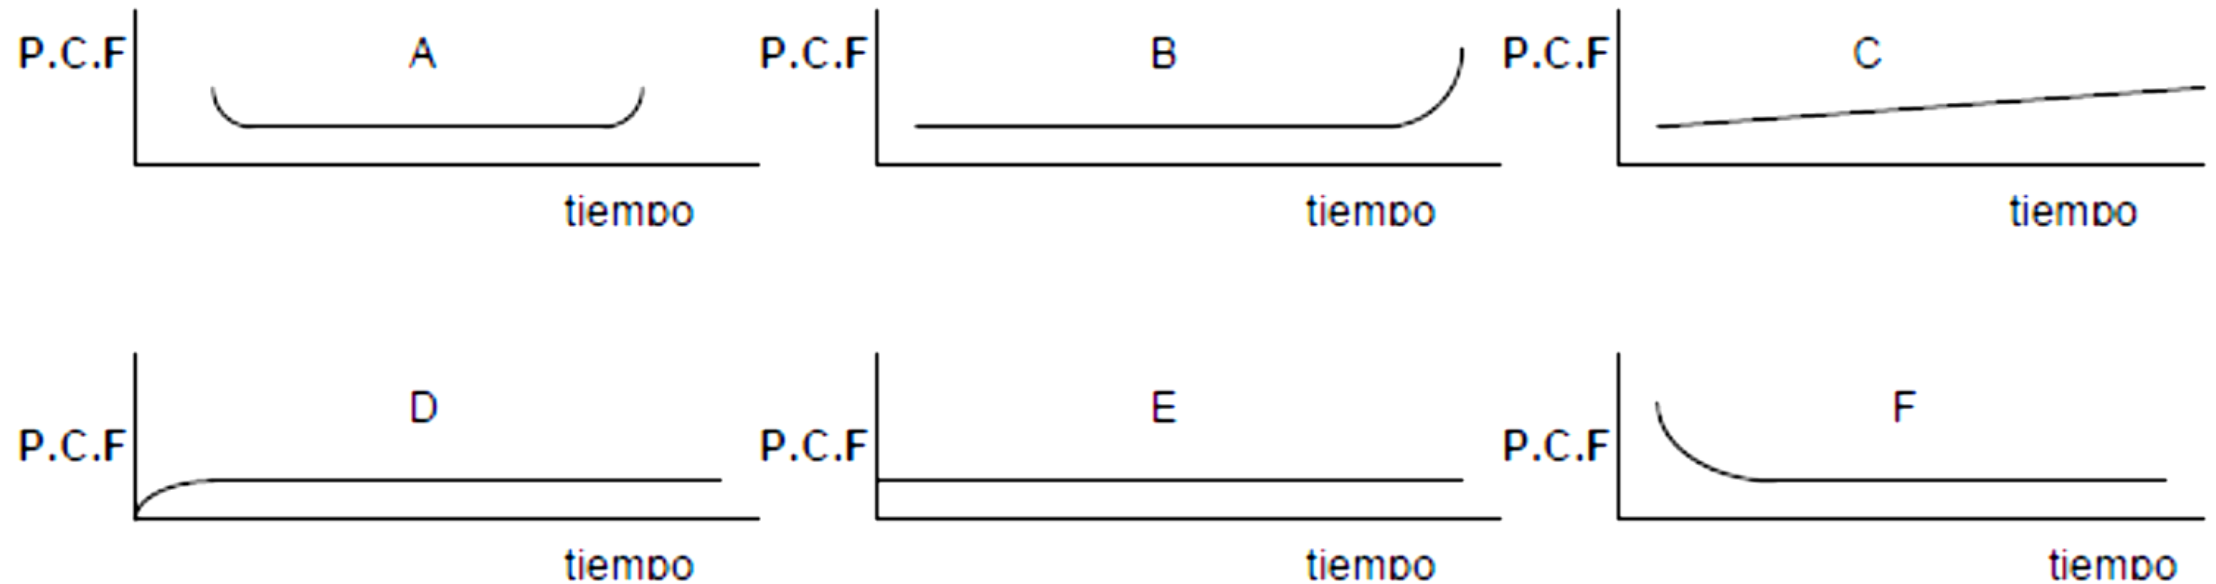 P.C.F A
tiempo
P.C.F B
tiempo
P.C.F C
tiempo
P.C.F D
tiempo
P.C.F E
tiempo
P.C.F F
tiempo